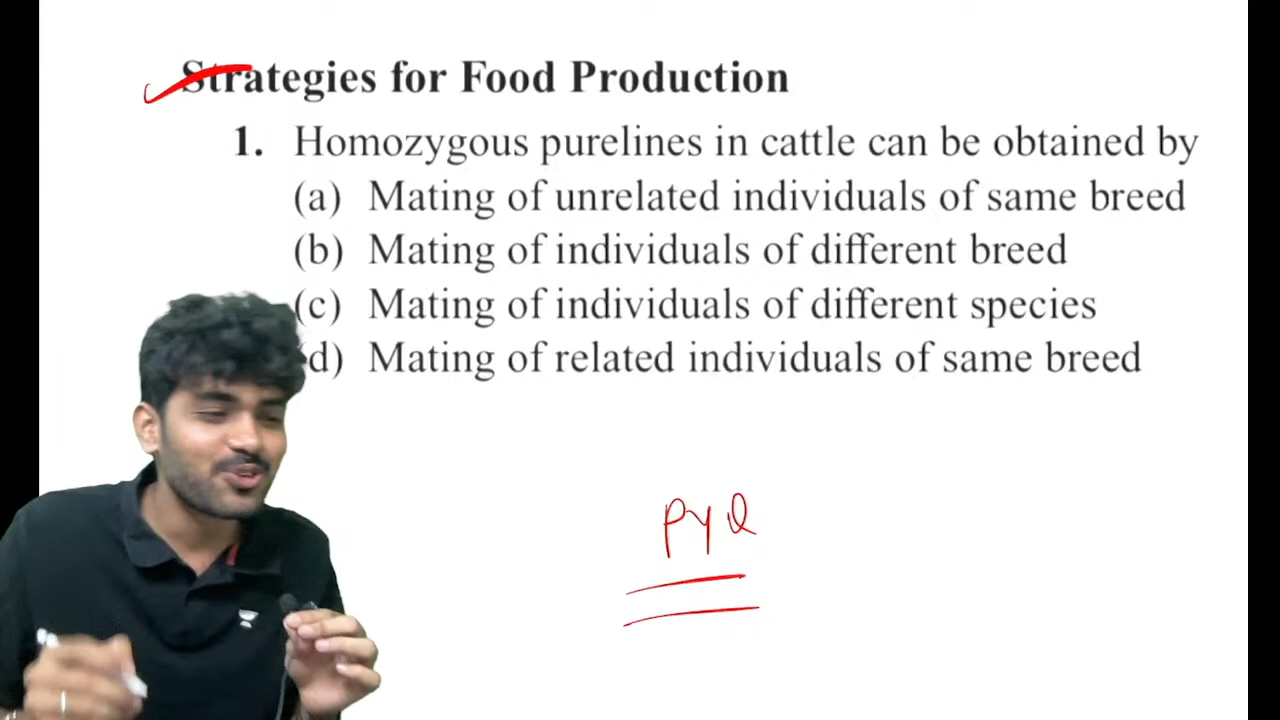 Strategies for Food Production
1. Homozygous purelines in cattle can be obtained by
(a) Mating of unrelated individuals of same breed
(b) Mating of individuals of different breed
(c) Mating of individuals of different species
(d) Mating of related individuals of same breed
PYQ